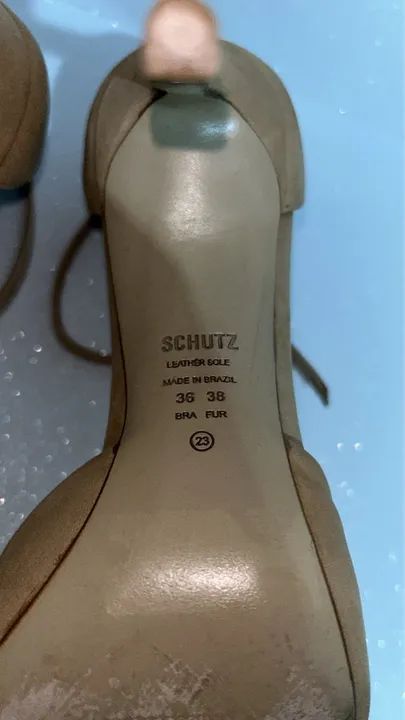 SCHUTZ
LEATHER SOLE
MADE IN BRAZIL
36 38
BRA EUR
23